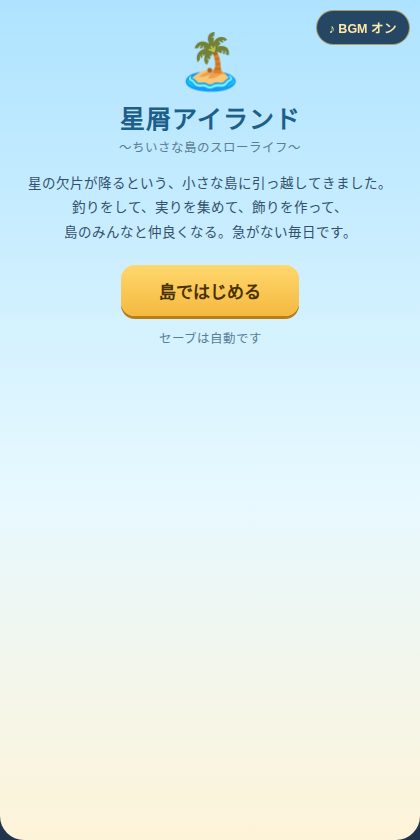 ♪ BGM オン
星屑アイランド
〜ちいさな島のスローライフ〜
星の欠片が降るという、小さな島に引っ越してきました。
釣りをして、実りを集めて、飾りを作って、
島のみんなと仲良くなる。急がない毎日です。
島ではじめる
セーブは自動です